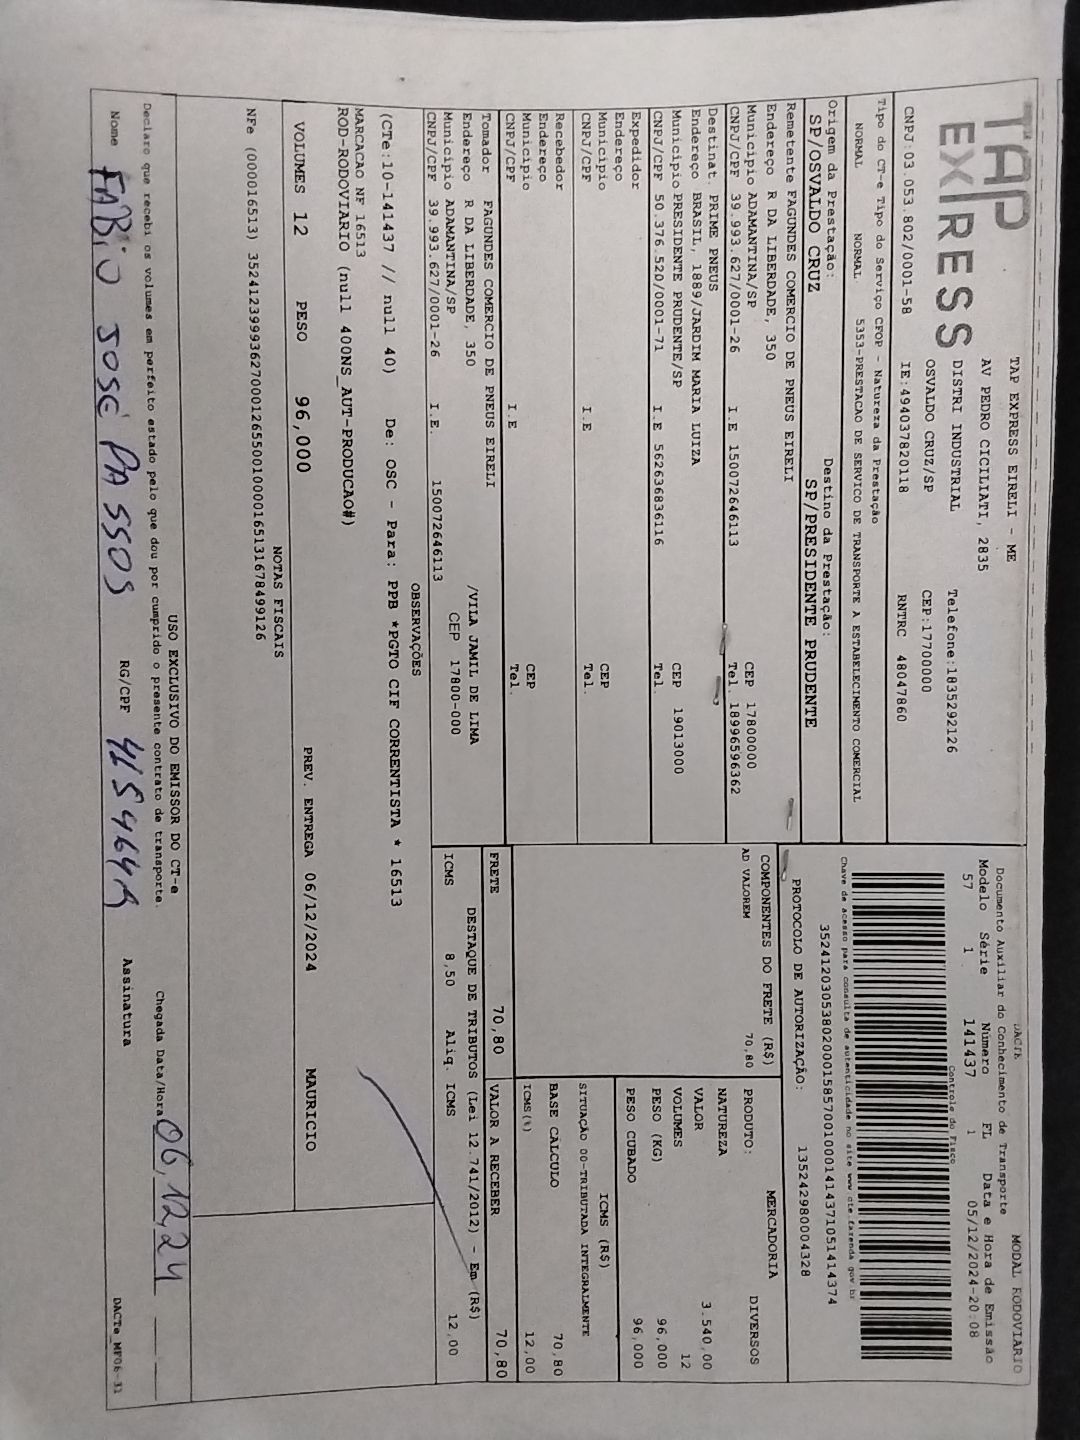 TAP
EXPRESS
TAP EXPRESS EIRELI - ME
AV PEDRO CICILIATI, 2835
DISTRI INDUSTRIAL
Telefone:1835292126
OSVALDO CRUZ/SP
CEP:17700000
CNPJ:03.053.802/0001-58
IE:494037820118
RNTRC 48047860
DACTE
MODAL RODOVIARIO
Documento Auxiliar do Conhecimento de Transporte
Modelo Série Número FL Data e Hora de Emissão
57 1 141437 1 05/12/2024-20:08
Controle do Fisco
Chave de acesso para consulta de autenticidade no site www.cte.fazenda.gov.br
35241203053802000158570010001414371051414374
PROTOCOLO DE AUTORIZAÇÃO: 135242980004328
Tipo do CT-e Tipo do Serviço CFOP - Natureza da Prestação
NORMAL NORMAL 5353-PRESTACAO DE SERVICO DE TRANSPORTE A ESTABELECIMENTO COMERCIAL
Origem da Prestação: Destino da Prestação:
SP/OSVALDO CRUZ SP/PRESIDENTE PRUDENTE
Remetente FAGUNDES COMERCIO DE PNEUS EIRELI
Endereço R DA LIBERDADE, 350
Município ADAMANTINA/SP CEP 17800000
CNPJ/CPF 39.993.627/0001-26 I.E 150072646113 Tel. 18996596362
Destinat. PRIME PNEUS
Endereço BRASIL, 1889/JARDIM MARIA LUIZA
Município PRESIDENTE PRUDENTE/SP CEP 19013000
CNPJ/CPF 50.376.520/0001-71 I.E 562636836116 Tel.
Expedidor
Endereço
Município CEP
CNPJ/CPF I.E Tel.
Recebedor
Endereço
Município CEP
CNPJ/CPF I.E Tel.
Tomador FAGUNDES COMERCIO DE PNEUS EIRELI
Endereço R DA LIBERDADE, 350 /VILA JAMIL DE LIMA
Município ADAMANTINA/SP CEP 17800-000
CNPJ/CPF 39.993.627/0001-26 I.E. 150072646113
COMPONENTES DO FRETE (R$)
AD VALOREM 70,80
MERCADORIA
PRODUTO: DIVERSOS
NATUREZA
VALOR 3.540,00
VOLUMES 12
PESO (KG) 96,000
PESO CUBADO 96,000
ICMS (R$)
SITUAÇÃO 00-TRIBUTADA INTEGRALMENTE
BASE CÁLCULO 70,80
ICMS(%) 12,00
FRETE 70,80
VALOR A RECEBER 70,80
DESTAQUE DE TRIBUTOS (Lei 12.741/2012) - Em (R$)
ICMS 8,50 Aliq. ICMS 12,00
OBSERVAÇÕES
(CTe:10-141437 // null 40) De: OSC - Para: PPB *PGTO CIF CORRENTISTA * 16513
MARCACAO NF 16513
ROD-RODOVIARIO (null 400NS_AUT-PRODUCAO#)
VOLUMES 12 PESO 96,000 PREV. ENTREGA 06/12/2024 MAURICIO
NOTAS FISCAIS
NFe (000016513) 35241239993627000126550010000165131678499126
USO EXCLUSIVO DO EMISSOR DO CT-e
Declaro que recebi os volumes em perfeito estado pelo que dou por cumprido o presente contrato de transporte.
Chegada Data/Hora 06/12/24
Nome FABIO JOSÉ PASSOS RG/CPF Assinatura
DACTe_MF06-31